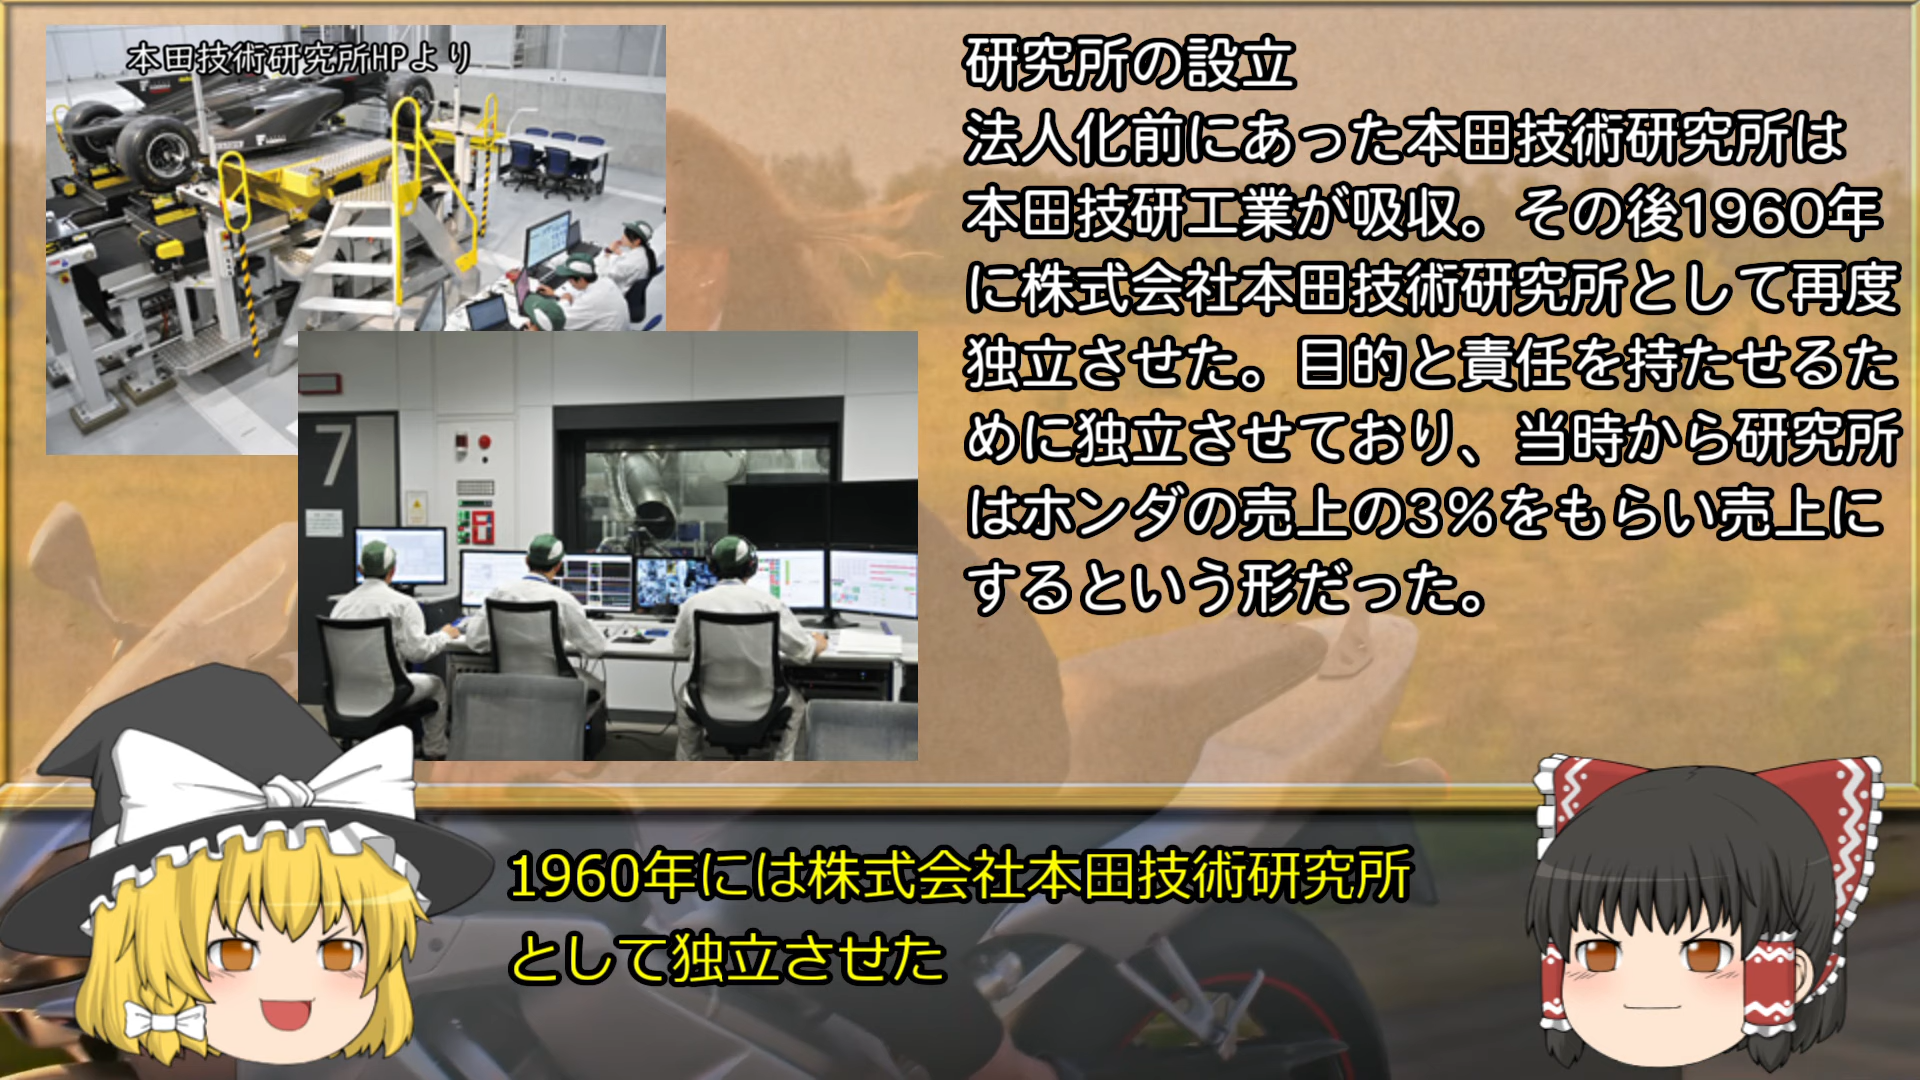 本田技術研究所HPより
研究所の設立
法人化前にあった本田技術研究所は
本田技研工業が吸収。その後1960年
に株式会社本田技術研究所として再度
独立させた。目的と責任を持たせるた
めに独立させており、当時から研究所
はホンダの売上の3％をもらい売上に
するという形だった。
7
1960年には株式会社本田技術研究所
として独立させた